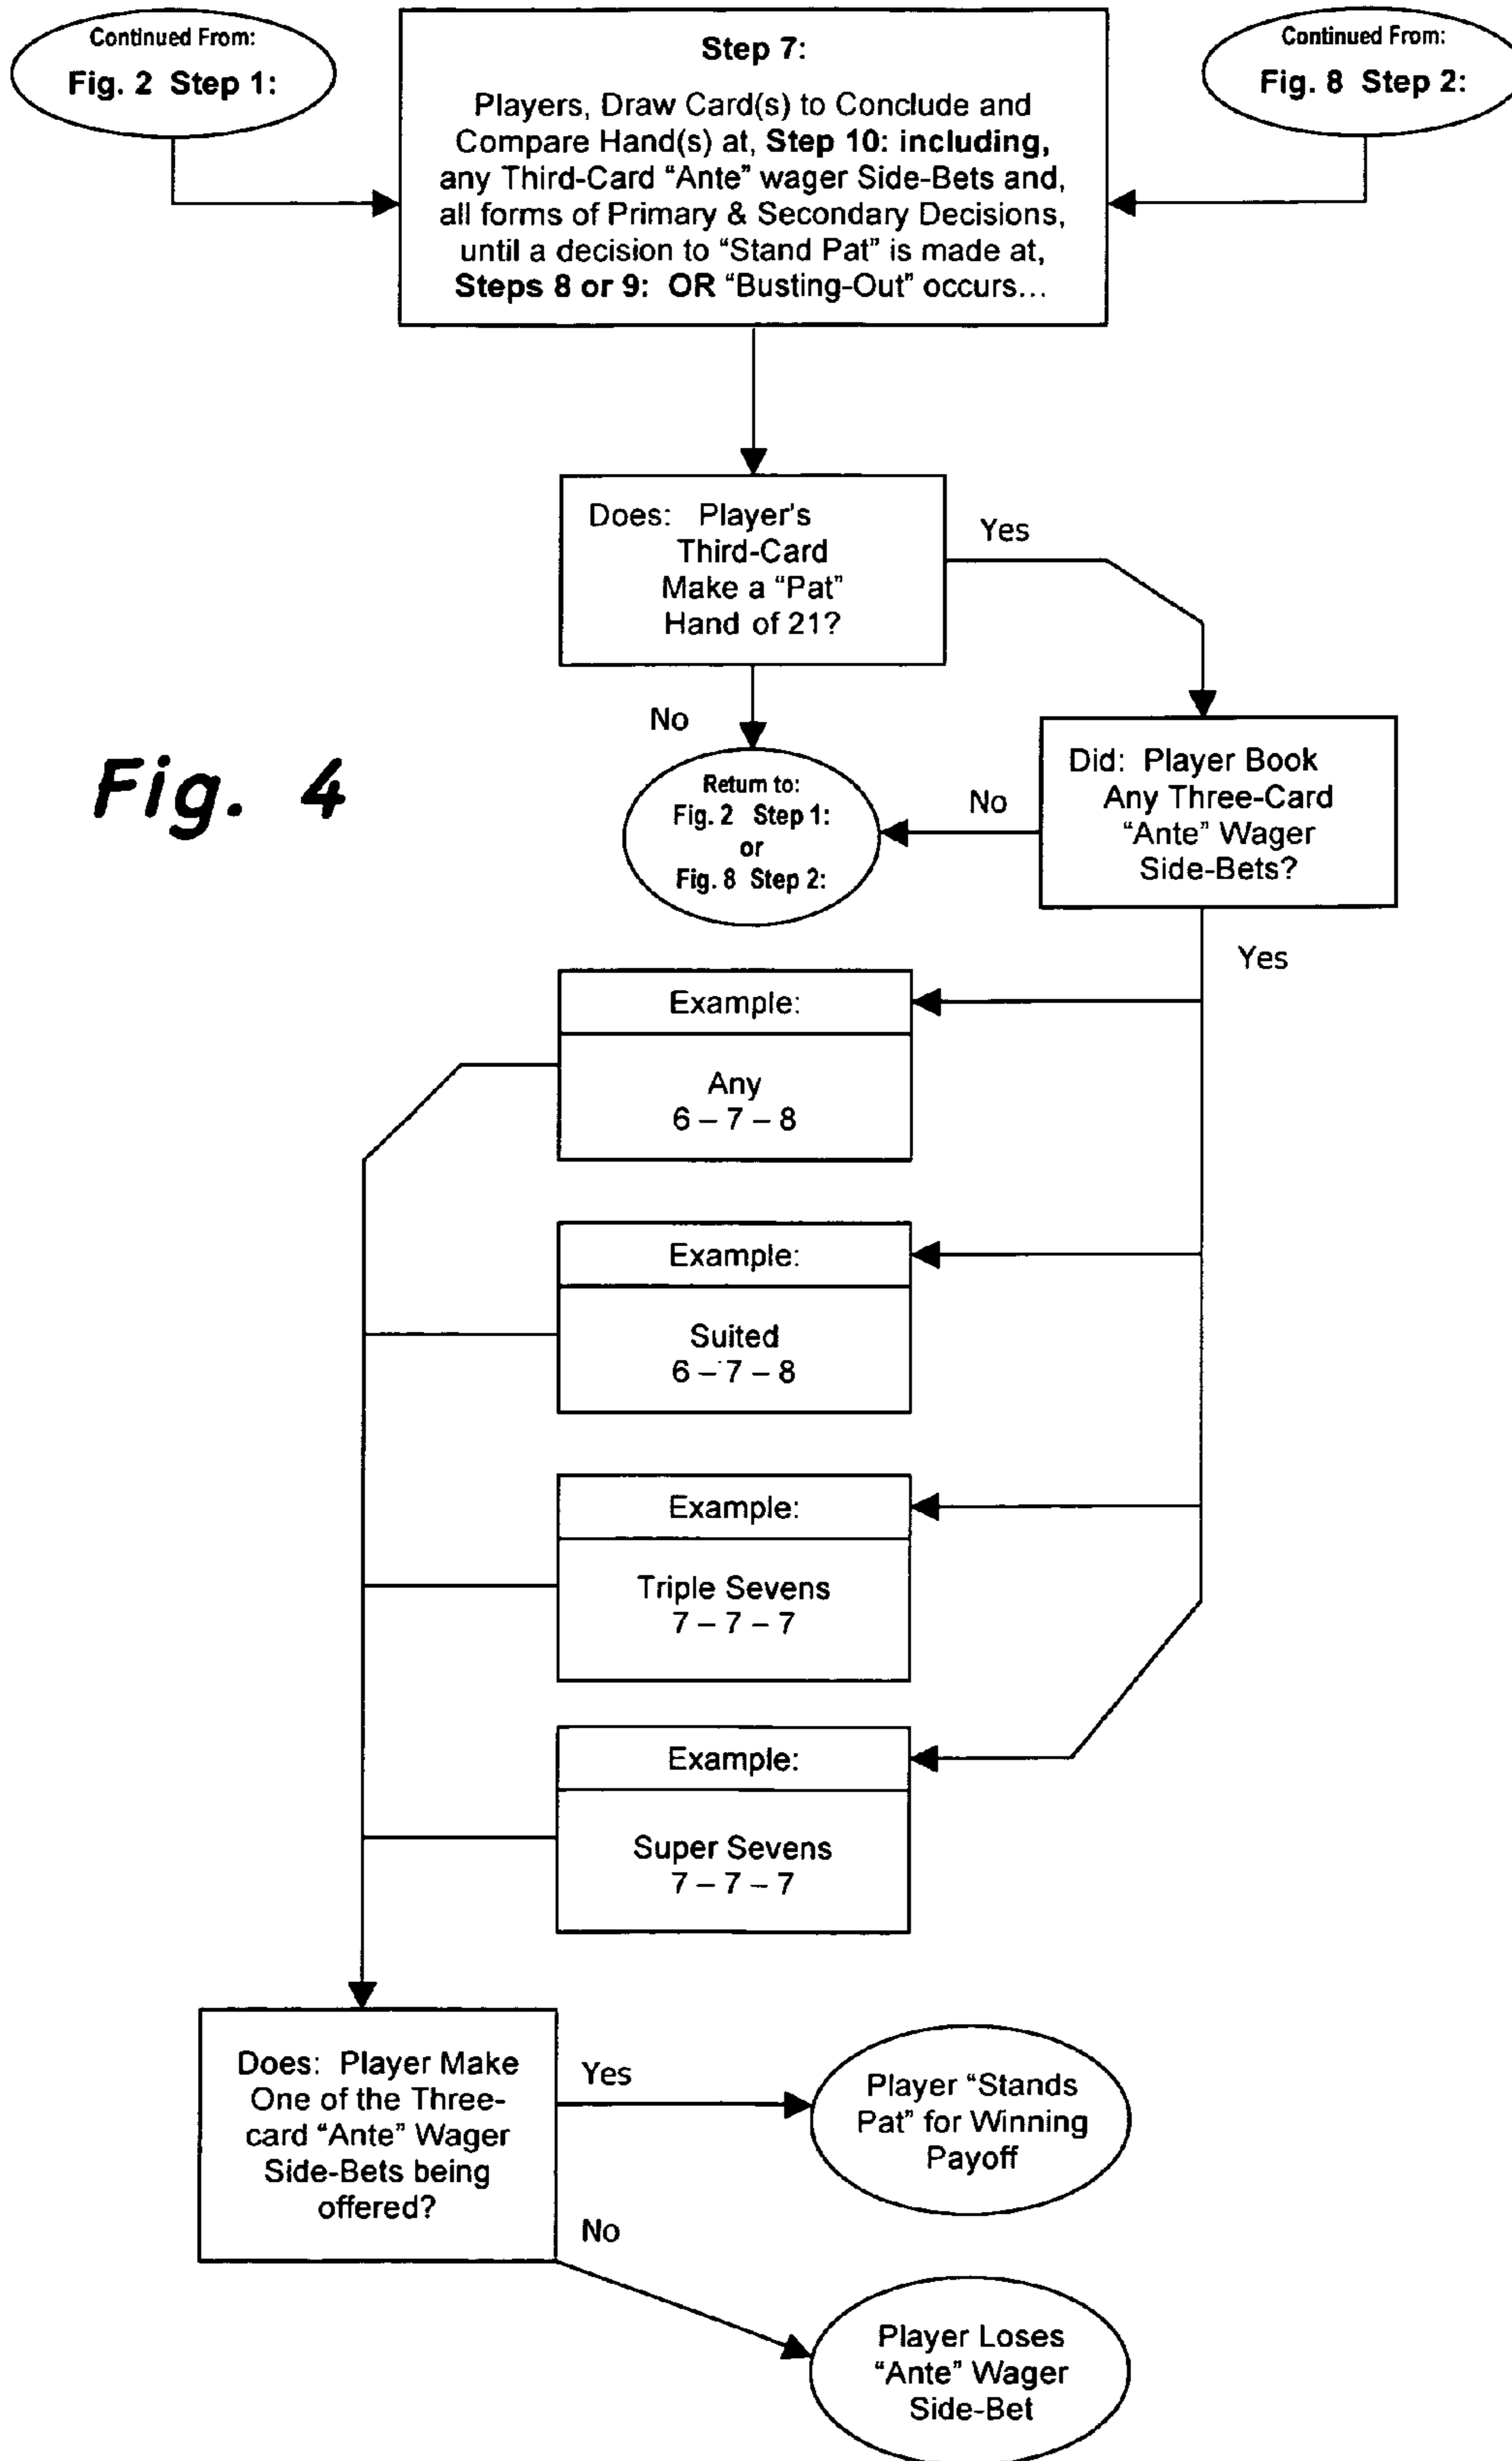 Continued From:
Fig. 2 Step 1:
Step 7:
Players, Draw Card(s) to Conclude and
Compare Hand(s) at, Step 10: including,
any Third-Card “Ante” wager Side-Bets and,
all forms of Primary & Secondary Decisions,
until a decision to “Stand Pat” is made at,
Steps 8 or 9: OR “Busting-Out” occurs...
Continued From:
Fig. 8 Step 2:
Does: Player's
Third-Card
Make a “Pat”
Hand of 21?
Yes
No
Fig. 4
Return to:
Fig. 2 Step 1:
or
Fig. 8 Step 2:
No
Did: Player Book
Any Three-Card
“Ante” Wager
Side-Bets?
Yes
Example:
Any
6 – 7 – 8
Example:
Suited
6 – 7 – 8
Example:
Triple Sevens
7 – 7 – 7
Example:
Super Sevens
7 – 7 – 7
Does: Player Make
One of the Three-
card “Ante” Wager
Side-Bets being
offered?
Yes
Player “Stands
Pat” for Winning
Payoff
No
Player Loses
“Ante” Wager
Side-Bet